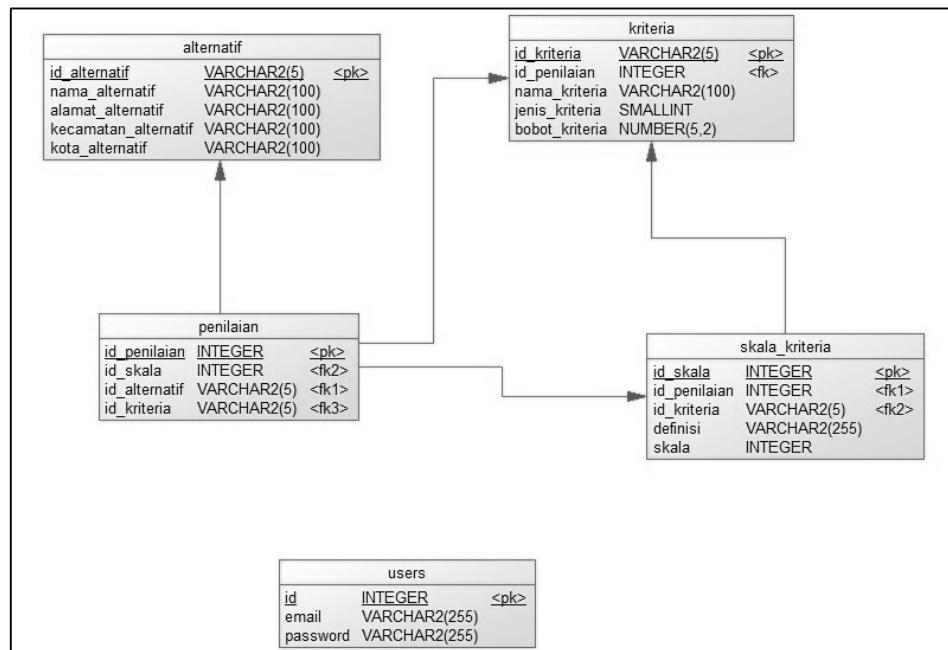 alternatif
id_alternatif VARCHAR2(5) <pk>
nama_alternatif VARCHAR2(100)
alamat_alternatif VARCHAR2(100)
kecamatan_alternatif VARCHAR2(100)
kota_alternatif VARCHAR2(100)
kriteria
id_kriteria VARCHAR2(5) <pk>
id_penilaian INTEGER <fk>
nama_kriteria VARCHAR2(100)
jenis_kriteria SMALLINT
bobot_kriteria NUMBER(5,2)
penilaian
id_penilaian INTEGER <pk>
id_skala INTEGER <fk2>
id_alternatif VARCHAR2(5) <fk1>
id_kriteria VARCHAR2(5) <fk3>
skala_kriteria
id_skala INTEGER <pk>
id_penilaian INTEGER <fk1>
id_kriteria VARCHAR2(5) <fk2>
definisi VARCHAR2(255)
skala INTEGER
users
id INTEGER <pk>
email VARCHAR2(255)
password VARCHAR2(255)